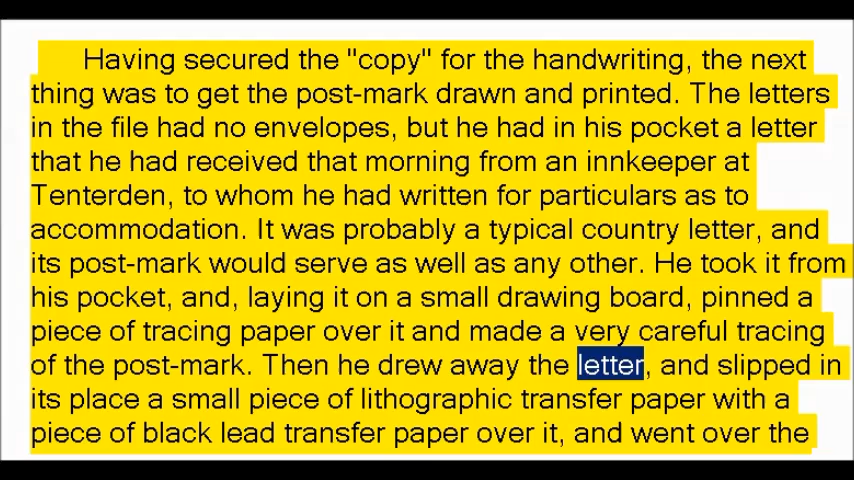 Having secured the "copy" for the handwriting, the next
thing was to get the post-mark drawn and printed. The letters
in the file had no envelopes, but he had in his pocket a letter
that he had received that morning from an innkeeper at
Tenterden, to whom he had written for particulars as to
accommodation. It was probably a typical country letter, and
its post-mark would serve as well as any other. He took it from
his pocket, and, laying it on a small drawing board, pinned a
piece of tracing paper over it and made a very careful tracing
of the post-mark. Then he drew away the letter, and slipped in
its place a small piece of lithographic transfer paper with a
piece of black lead transfer paper over it, and went over the